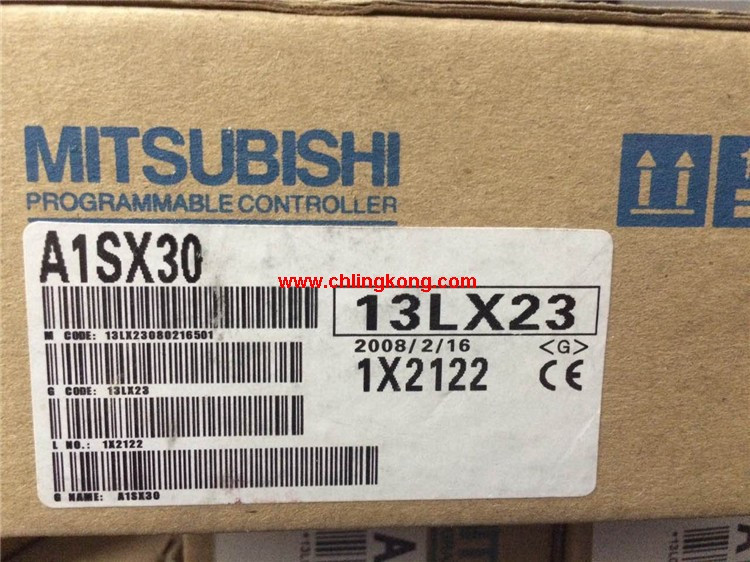 MITSUBISHI
PROGRAMMABLE CONTROLLER
A1SX30
www.chlingkong.com
13LX23
M CODE: 13LX23080216501
2008/2/16 <G>
1X2122 CE
G CODE: 13LX23
L NO.: 1X2122
G NAME: A1SX30